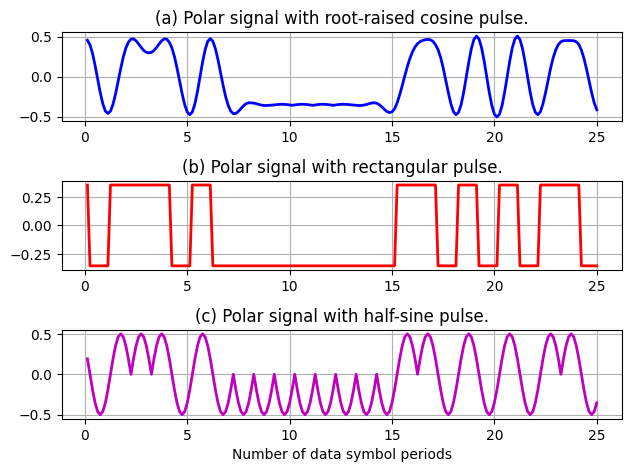 (a) Polar signal with root-raised cosine pulse.
0.5
0.0
−0.5
0 5 10 15 20 25
(b) Polar signal with rectangular pulse.
0.25
0.00
−0.25
0 5 10 15 20 25
(c) Polar signal with half-sine pulse.
0.5
0.0
−0.5
0 5 10 15 20 25
Number of data symbol periods